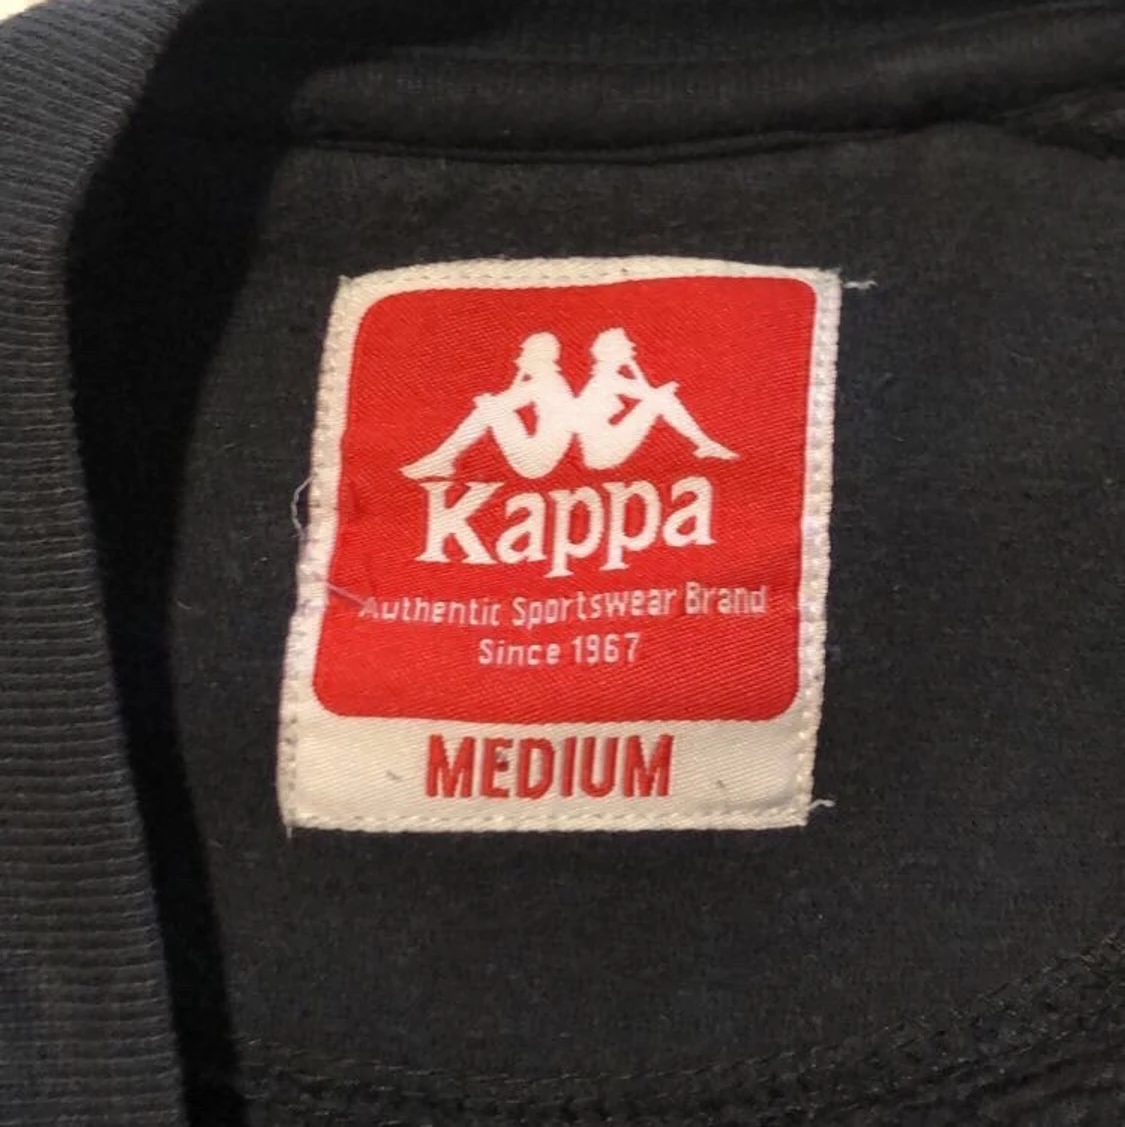 Kappa
Authentic Sportswear Brand
Since 1967
MEDIUM